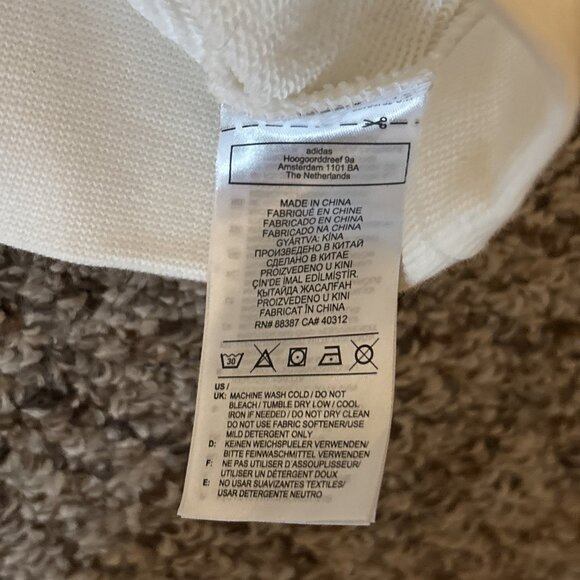 adidas
Hoogoorddreef 9a
Amsterdam 1101 BA
The Netherlands
MADE IN CHINA
FABRIQUÉ EN CHINE
FABRICADO EN CHINA
FABRICADO NA CHINA
GYÁRTVA: KÍNA
ПРОИЗВЕДЕНО В КИТАЙ
СДЕЛАНО В КИТАЕ
PROIZVEDENO U KINI
ÇIN'DE İMAL EDİLMİŞTİR.
ҚЫТАЙДА ЖАСАЛҒАН
PROIZVEDENO U KINI
FABRICAT ÎN CHINA
RN# 88387 CA# 40312
30
US /
UK: MACHINE WASH COLD / DO NOT
BLEACH / TUMBLE DRY LOW / COOL
IRON IF NEEDED / DO NOT DRY CLEAN
DO NOT USE FABRIC SOFTENER/USE
MILD DETERGENT ONLY
D: KEINEN WEICHSPUELER VERWENDEN/
BITTE FEINWASCHMITTEL VERWENDEN
F: NE PAS UTILISER D'ASSOUPLISSEUR/
UTILISER UN DÉTERGENT DOUX
E: NO USAR SUAVIZANTES TEXTILES/
USAR DETERGENTE NEUTRO